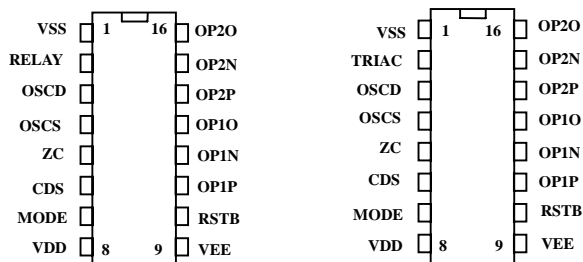 VSS 1 16 OP2O
RELAY OP2N
OSCD OP2P
OSCS OP1O
ZC OP1N
CDS OP1P
MODE RSTB
VDD 8 9 VEE
VSS 1 16 OP2O
TRIAC OP2N
OSCD OP2P
OSCS OP1O
ZC OP1N
CDS OP1P
MODE RSTB
VDD 8 9 VEE